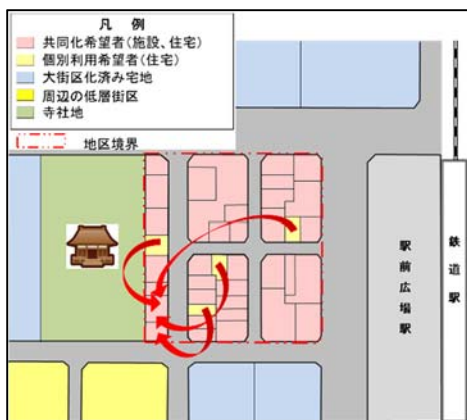 凡 例
共同化希望者(施設、住宅)
個別利用希望者(住宅)
大街区化済み宅地
周辺の低層街区
寺社地
地区境界
駅前広場駅
鉄道駅